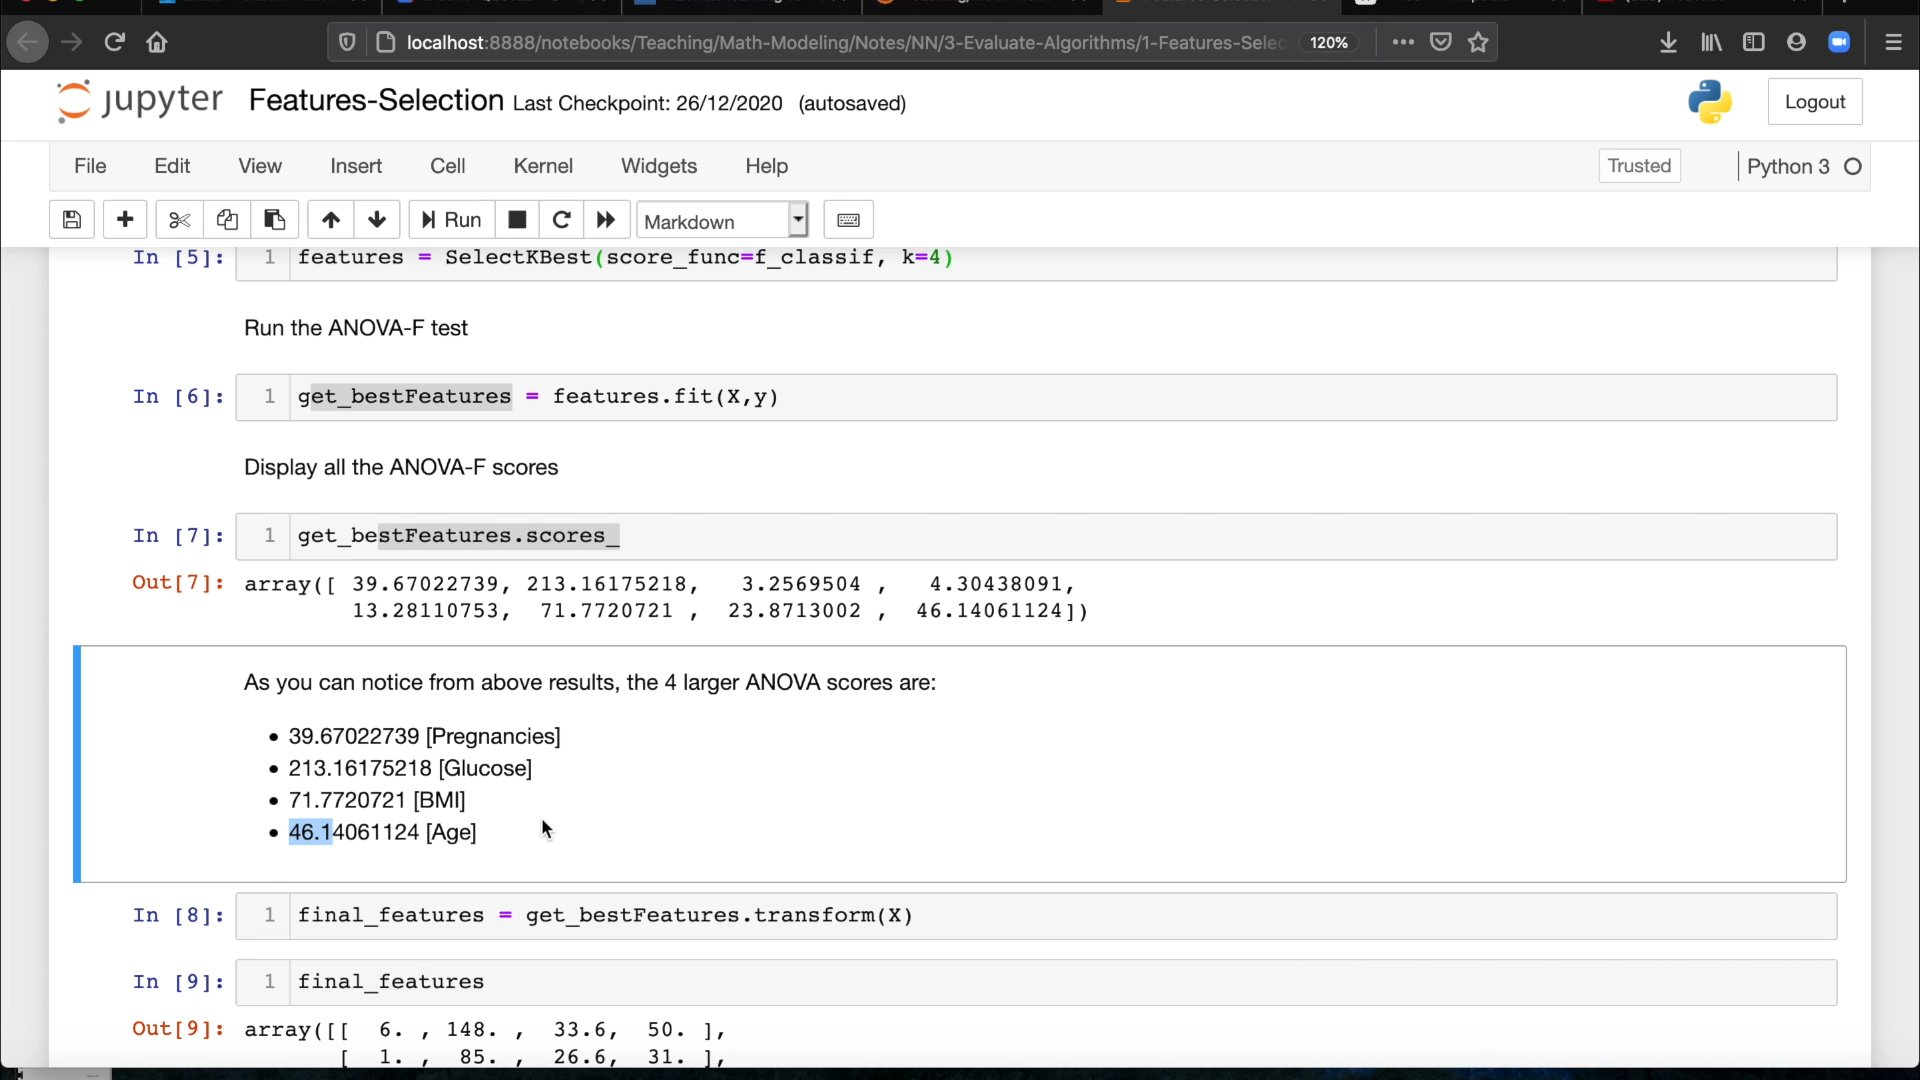 localhost:8888/notebooks/Teaching/Math-Modeling/Notes/NN/3-Evaluate-Algorithms/1-Features-Selec 120%
jupyter Features-Selection Last Checkpoint: 26/12/2020 (autosaved) Logout
File Edit View Insert Cell Kernel Widgets Help Trusted Python 3
Run Markdown
In [5]: 1 features = SelectKBest(score_func=f_classif, k=4)
Run the ANOVA-F test
In [6]: 1 get_bestFeatures = features.fit(X,y)
Display all the ANOVA-F scores
In [7]: 1 get_bestFeatures.scores_
Out[7]: array([ 39.67022739, 213.16175218, 3.2569504 , 4.30438091,
13.28110753, 71.7720721 , 23.8713002 , 46.14061124])
As you can notice from above results, the 4 larger ANOVA scores are:
• 39.67022739 [Pregnancies]
• 213.16175218 [Glucose]
• 71.7720721 [BMI]
• 46.14061124 [Age]
In [8]: 1 final_features = get_bestFeatures.transform(X)
In [9]: 1 final_features
Out[9]: array([[ 6. , 148. , 33.6, 50. ],
[ 1. , 85. , 26.6, 31. ],